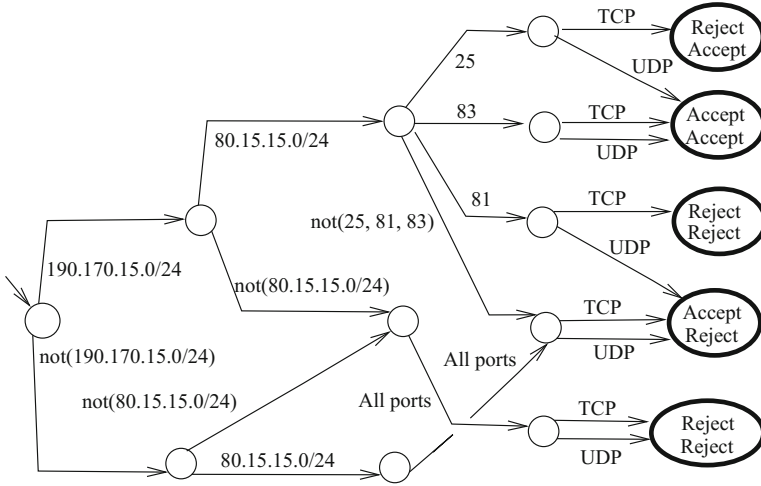 TCP
Reject
Accept
25
UDP
83
TCP
Accept
Accept
80.15.15.0/24
UDP
81
TCP
Reject
Reject
not(25, 81, 83)
UDP
190.170.15.0/24
not(80.15.15.0/24)
TCP
Accept
Reject
not(190.170.15.0/24)
All ports
UDP
not(80.15.15.0/24)
All ports
TCP
Reject
Reject
80.15.15.0/24
UDP